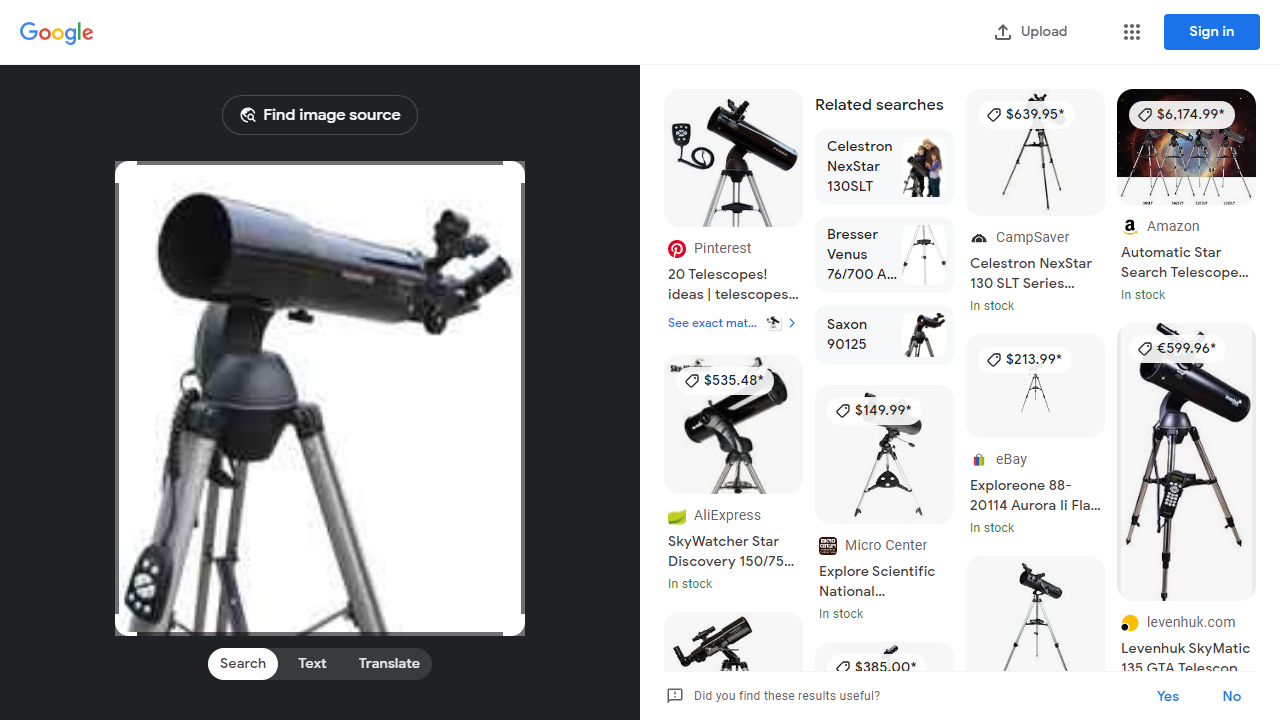 Google
Upload
Sign in
Find image source
Search
Text
Translate
Pinterest
20 Telescopes!
ideas | telescopes...
See exact mat...
$535.48*
AliExpress
SkyWatcher Star
Discovery 150/75...
In stock
Related searches
Celestron
NexStar
130SLT
Bresser
Venus
76/700 A...
Saxon
90125
$149.99*
MICRO CENTER
Micro Center
Explore Scientific
National...
In stock
$385.00*
$639.95*
CampSaver
Celestron NexStar
130 SLT Series...
In stock
$213.99*
eBay
Exploreone 88-
20114 Aurora Ii Fla...
In stock
$6,174.99*
Amazon
Automatic Star
Search Telescope...
In stock
€599.96*
levenhuk.com
Levenhuk SkyMatic
135 GTA Telescop
Did you find these results useful?
Yes
No